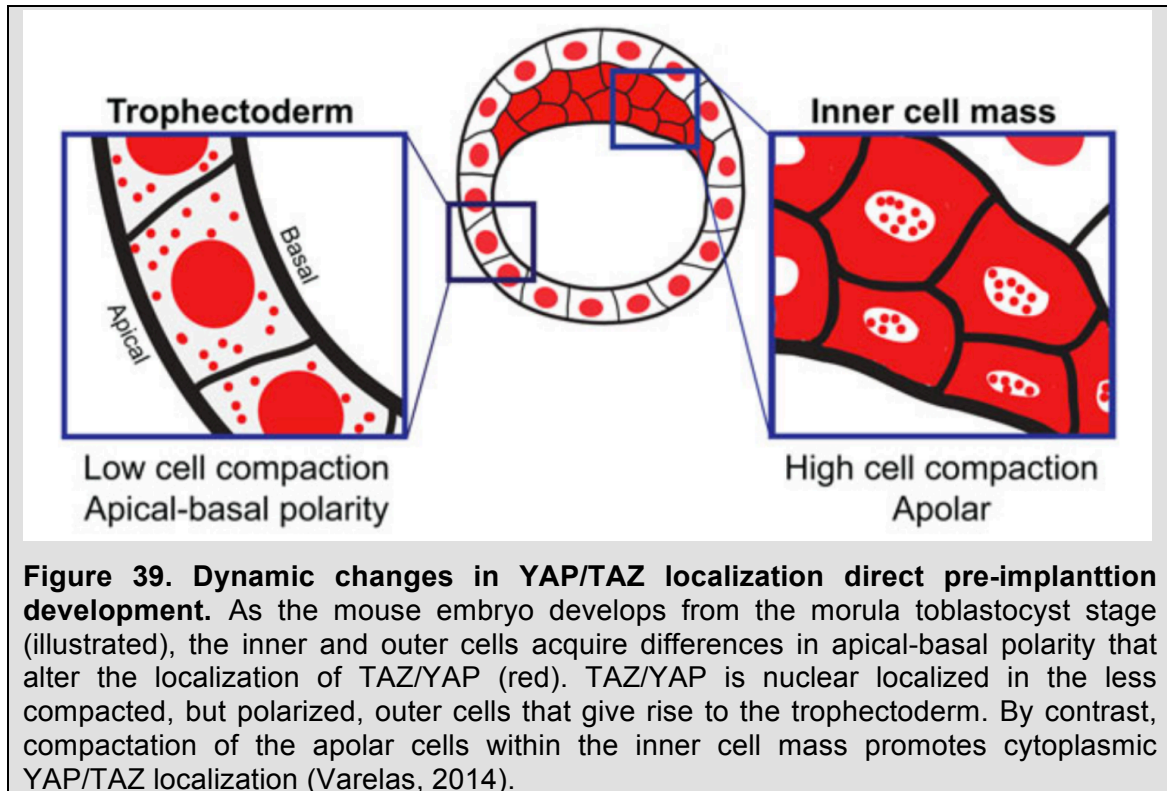 Trophectoderm
Inner cell mass
Apical
Basal
Low cell compaction
Apical-basal polarity
High cell compaction
Apolar
Figure 39. Dynamic changes in YAP/TAZ localization direct pre-implanttion
development. As the mouse embryo develops from the morula toblastocyst stage
(illustrated), the inner and outer cells acquire differences in apical-basal polarity that
alter the localization of TAZ/YAP (red). TAZ/YAP is nuclear localized in the less
compacted, but polarized, outer cells that give rise to the trophectoderm. By contrast,
compactation of the apolar cells within the inner cell mass promotes cytoplasmic
YAP/TAZ localization (Varelas, 2014).